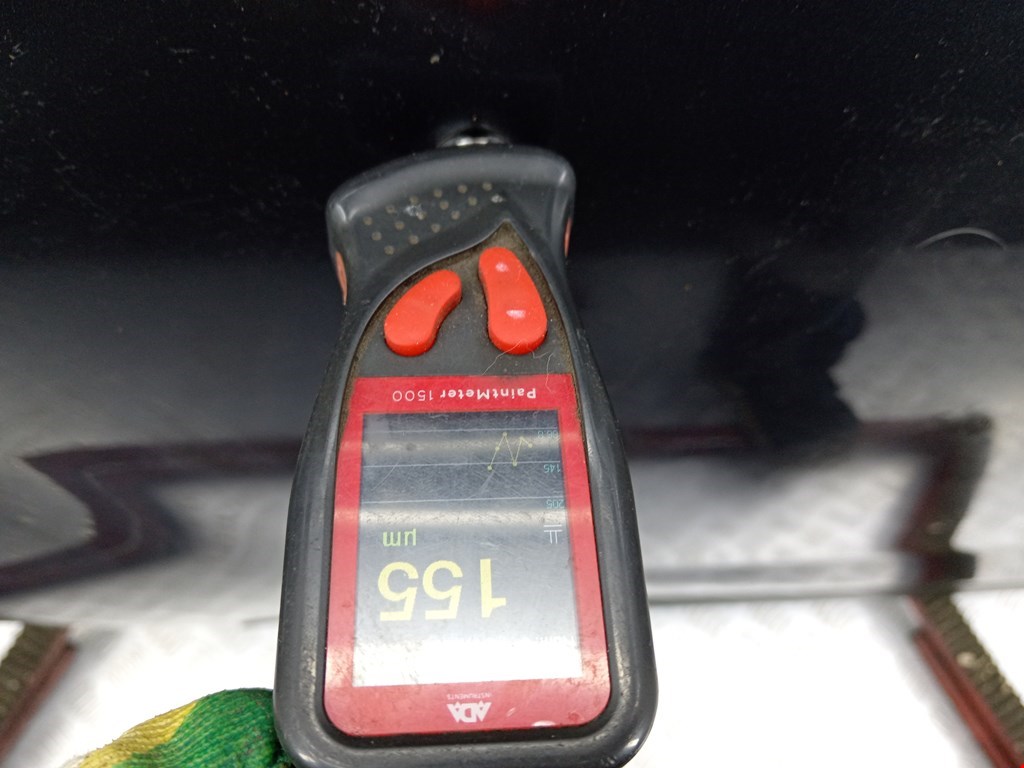 ADA
INSTRUMENTS
155
µm
205
145
PaintMeter 1500